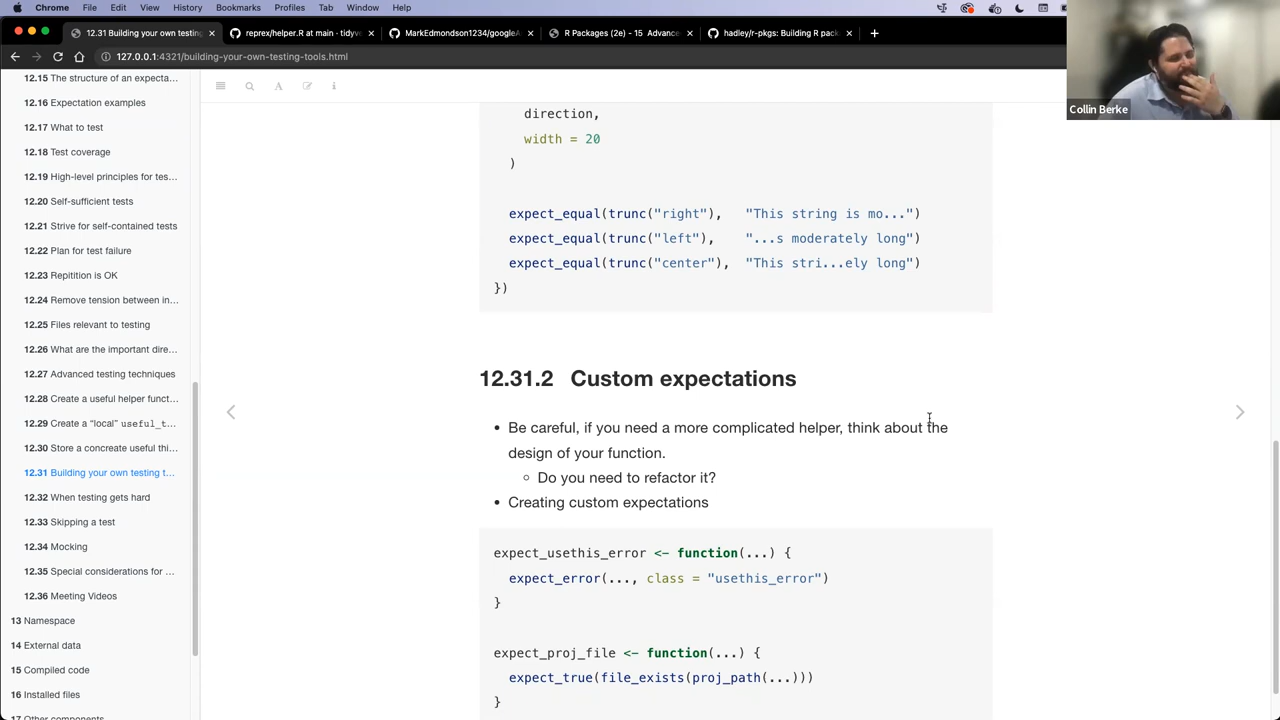 Chrome File Edit View History Bookmarks Profiles Tab Window Help
12.31 Building your own testing
reprex/helper.R at main · tidyve
MarkEdmondson1234/googleA
R Packages (2e) - 15 Advance
hadley/r-pkgs: Building R pack
127.0.0.1:4321/building-your-own-testing-tools.html
Collin Berke
12.15 The structure of an expecta...
12.16 Expectation examples
12.17 What to test
12.18 Test coverage
12.19 High-level principles for tes...
12.20 Self-sufficient tests
12.21 Strive for self-contained tests
12.22 Plan for test failure
12.23 Repitition is OK
12.24 Remove tension between in...
12.25 Files relevant to testing
12.26 What are the important dire...
12.27 Advanced testing techniques
12.28 Create a useful helper funct...
12.29 Create a “local” useful_t...
12.30 Store a concreate useful thi...
12.31 Building your own testing t...
12.32 When testing gets hard
12.33 Skipping a test
12.34 Mocking
12.35 Special considerations for ...
12.36 Meeting Videos
13 Namespace
14 External data
15 Compiled code
16 Installed files
17 Other components
direction,
width = 20
)
expect_equal(trunc("right"), "This string is mo...")
expect_equal(trunc("left"), "...s moderately long")
expect_equal(trunc("center"), "This stri...ely long")
})
12.31.2 Custom expectations
• Be careful, if you need a more complicated helper, think about the
design of your function.
◦ Do you need to refactor it?
• Creating custom expectations
expect_usethis_error <- function(...) {
expect_error(..., class = "usethis_error")
}
expect_proj_file <- function(...) {
expect_true(file_exists(proj_path(...)))
}